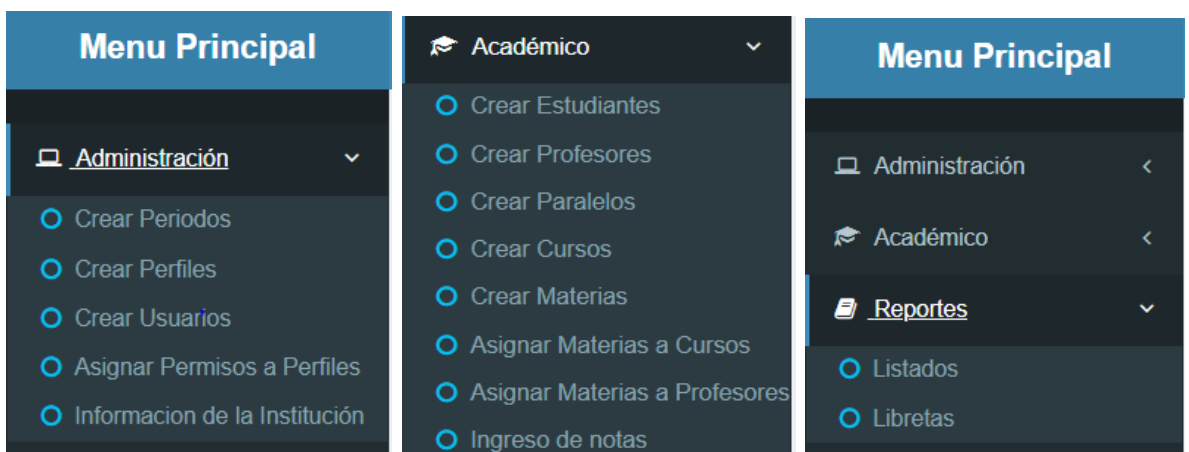 Menu Principal
Administración
Crear Periodos
Crear Perfiles
Crear Usuarios
Asignar Permisos a Perfiles
Informacion de la Institución
Académico
Crear Estudiantes
Crear Profesores
Crear Paralelos
Crear Cursos
Crear Materias
Asignar Materias a Cursos
Asignar Materias a Profesores
Ingreso de notas
Menu Principal
Administración
Académico
Reportes
Listados
Libretas